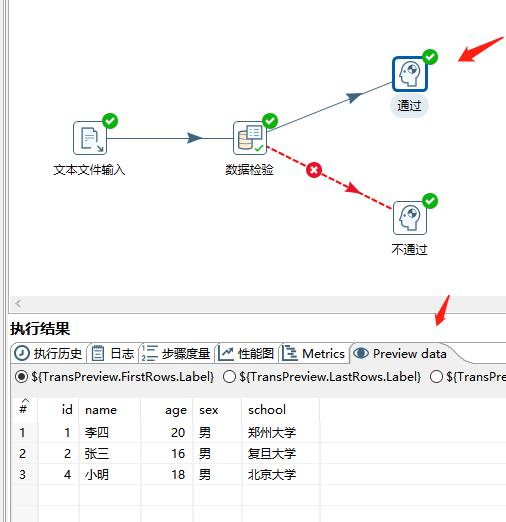 通过
文本文件输入
数据检验
不通过
执行结果
执行历史 日志 步骤度量 性能图 Metrics Preview data
${TransPreview.FirstRows.Label} ${TransPreview.LastRows.Label} ${TransPre
# id name age sex school
1 1 李四 20 男 郑州大学
2 2 张三 16 男 复旦大学
3 4 小明 18 男 北京大学